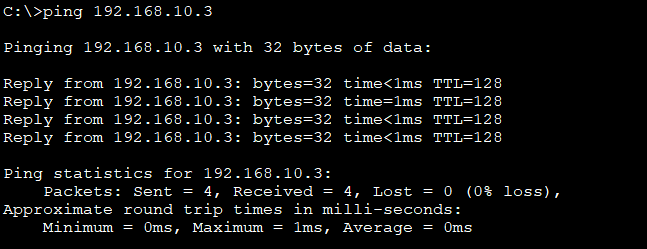 C:\>ping 192.168.10.3
Pinging 192.168.10.3 with 32 bytes of data:
Reply from 192.168.10.3: bytes=32 time<1ms TTL=128
Reply from 192.168.10.3: bytes=32 time=1ms TTL=128
Reply from 192.168.10.3: bytes=32 time<1ms TTL=128
Reply from 192.168.10.3: bytes=32 time<1ms TTL=128
Ping statistics for 192.168.10.3:
    Packets: Sent = 4, Received = 4, Lost = 0 (0% loss),
Approximate round trip times in milli-seconds:
    Minimum = 0ms, Maximum = 1ms, Average = 0ms